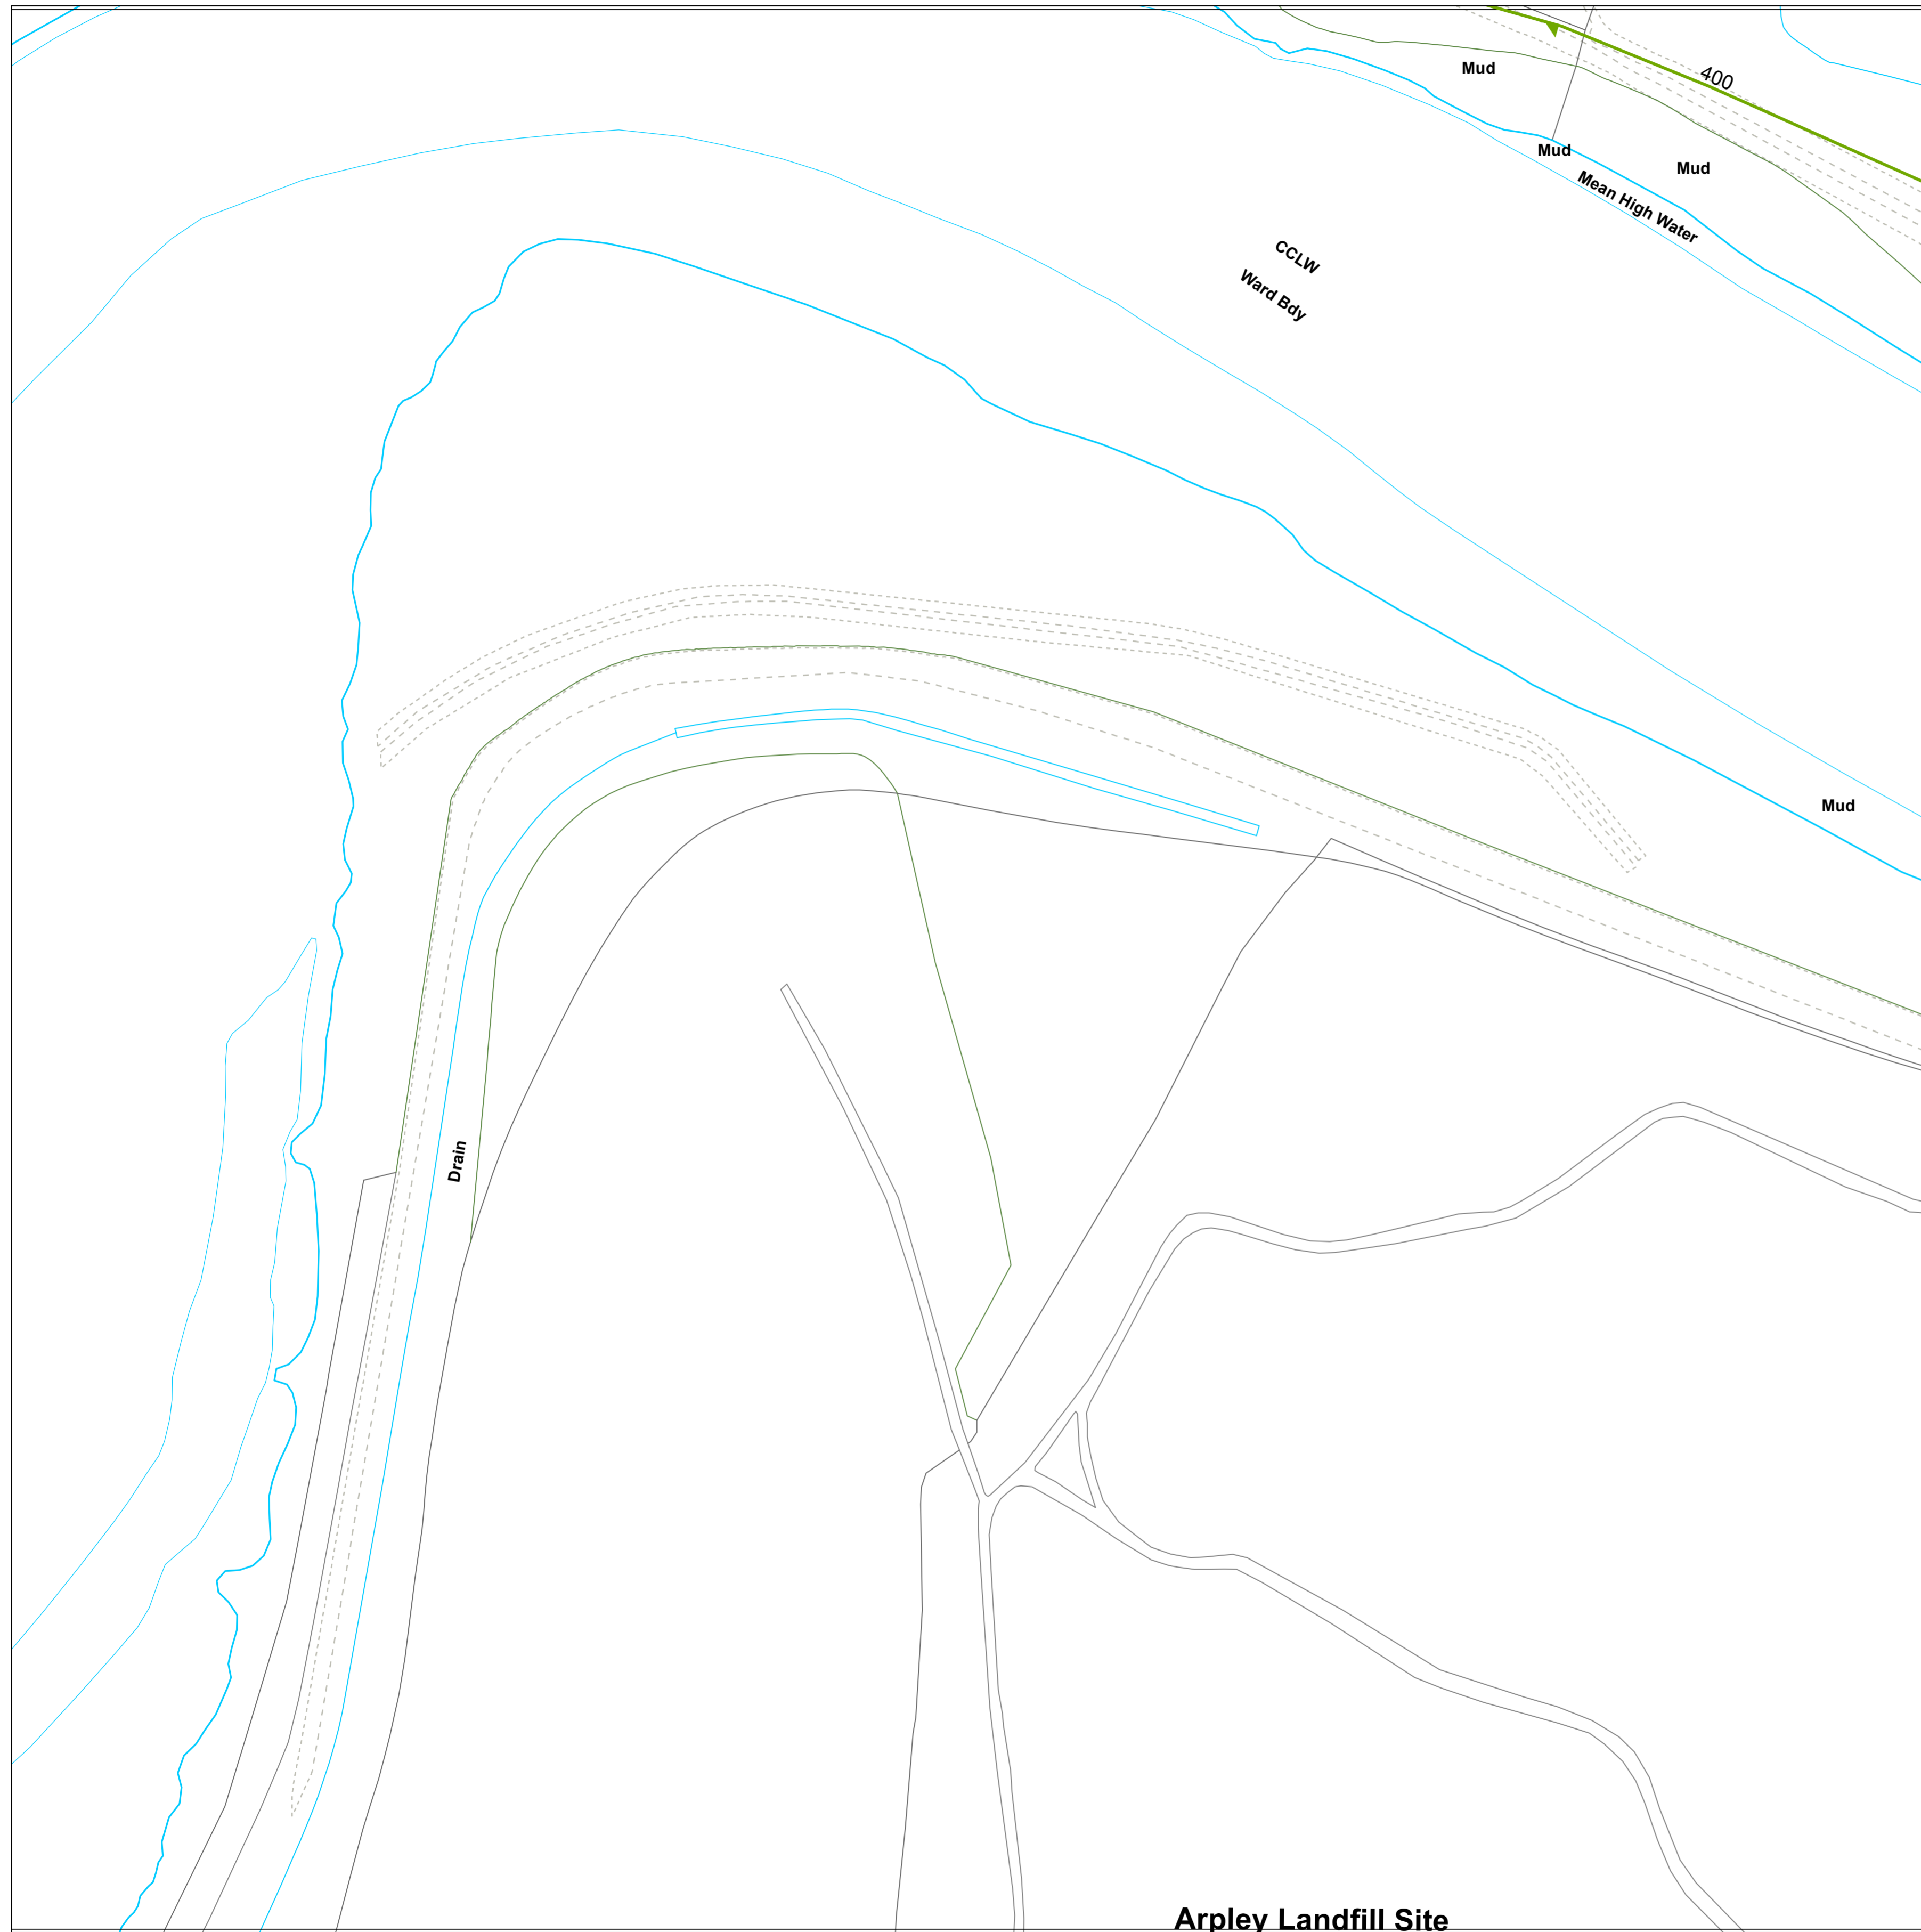 Mud
400
Mud
Mud
Mean High Water
CCLW
Ward Bdy
Mud
Drain
Arpley Landfill Site